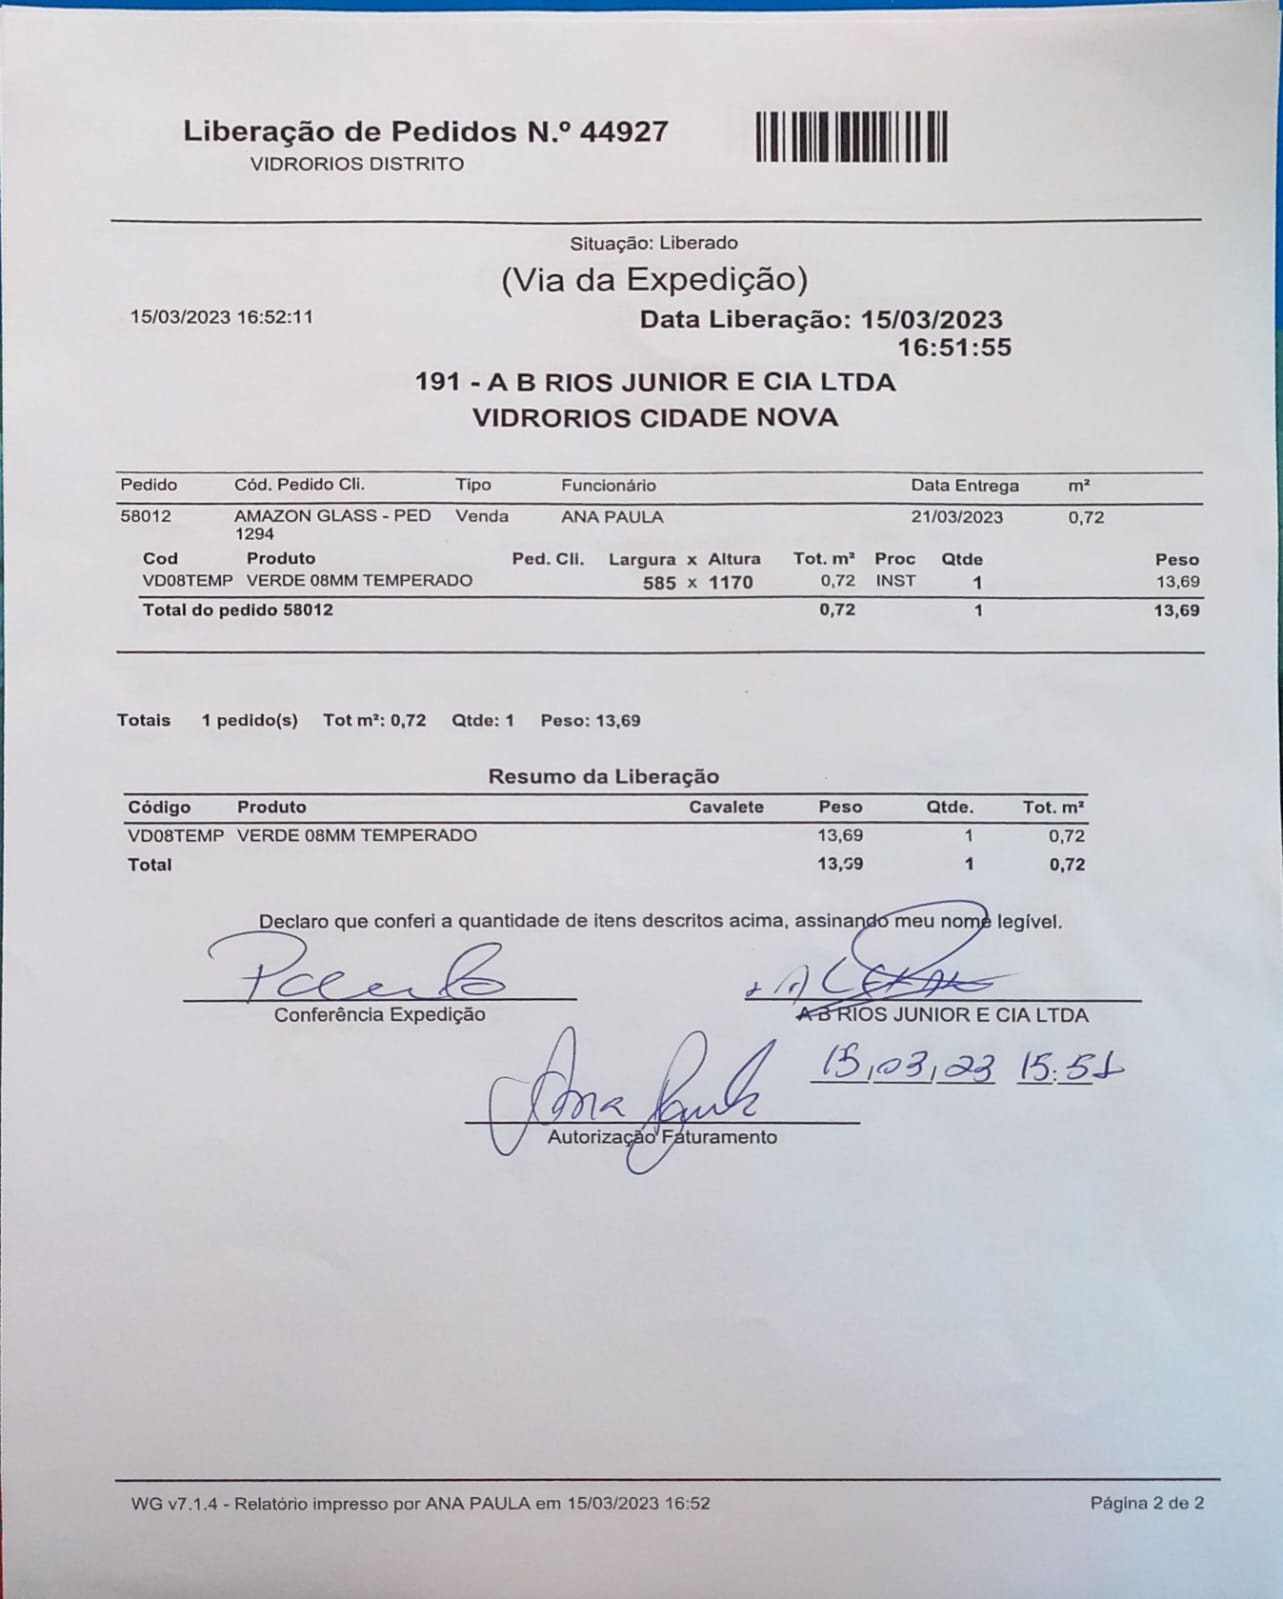 Liberação de Pedidos N.º 44927
VIDRORIOS DISTRITO
Situação: Liberado
(Via da Expedição)
15/03/2023 16:52:11 Data Liberação: 15/03/2023
16:51:55
191 - A B RIOS JUNIOR E CIA LTDA
VIDRORIOS CIDADE NOVA
Pedido Cód. Pedido Cli. Tipo Funcionário Data Entrega m²
58012 AMAZON GLASS - PED Venda ANA PAULA 21/03/2023 0,72
1294
Cod Produto Ped. Cli. Largura x Altura Tot. m² Proc Qtde Peso
VD08TEMP VERDE 08MM TEMPERADO 585 x 1170 0,72 INST 1 13,69
Total do pedido 58012 0,72 1 13,69
Totais 1 pedido(s) Tot m²: 0,72 Qtde: 1 Peso: 13,69
Resumo da Liberação
Código Produto Cavalete Peso Qtde. Tot. m²
VD08TEMP VERDE 08MM TEMPERADO 13,69 1 0,72
Total 13,69 1 0,72
Declaro que conferi a quantidade de itens descritos acima, assinando meu nome legível.
Conferência Expedição A B RIOS JUNIOR E CIA LTDA
15,03,23 15:51
Ana Paula
Autorização Faturamento
WG v7.1.4 - Relatório impresso por ANA PAULA em 15/03/2023 16:52 Página 2 de 2